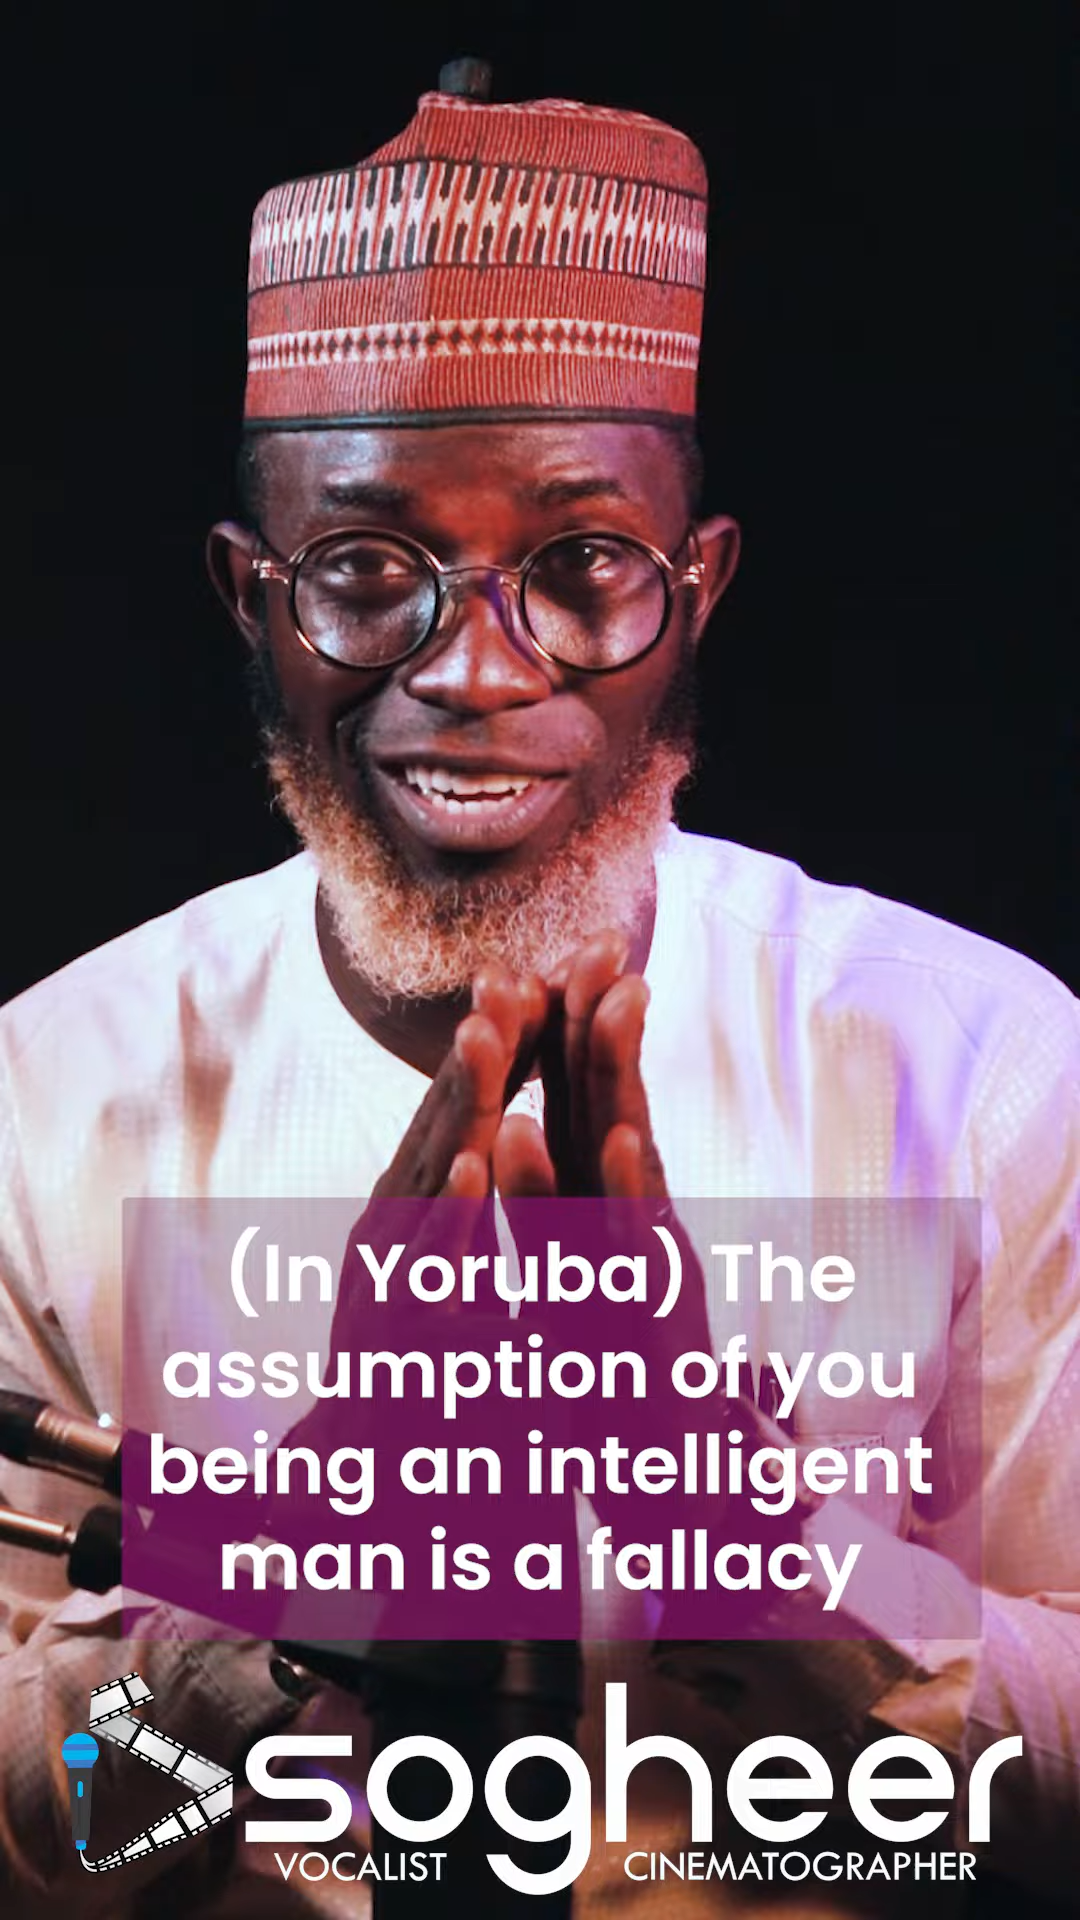 (In Yoruba) The
assumption of you
being an intelligent
man is a fallacy
sogheer
VOCALIST CINEMATOGRAPHER